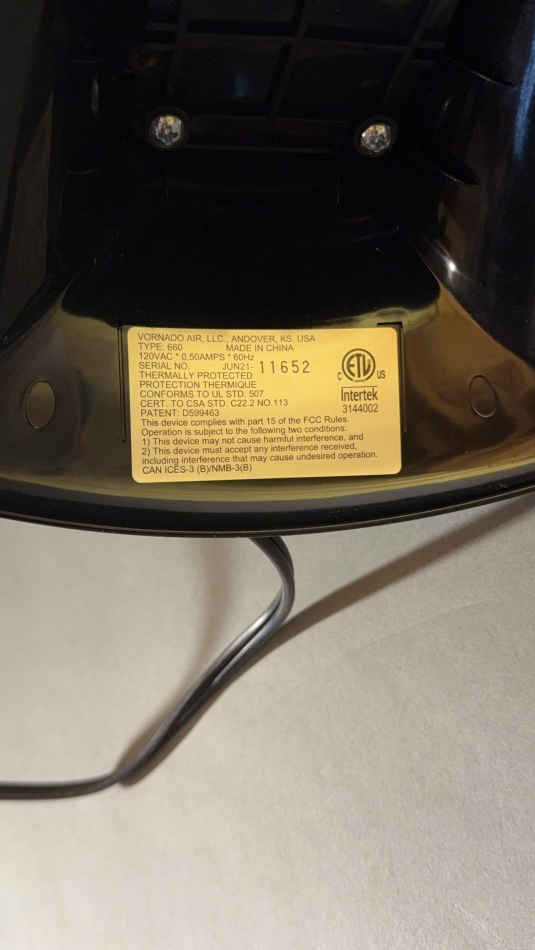 VORNADO AIR, LLC., ANDOVER, KS. USA
TYPE: 660 MADE IN CHINA
120VAC * 0.50AMPS * 60Hz
SERIAL NO. JUN21- 11652
THERMALLY PROTECTED
PROTECTION THERMIQUE
CONFORMS TO UL STD. 507
CERT. TO CSA STD. C22.2 NO.113
PATENT: D599463
C ETL US
Intertek
3144002
This device complies with part 15 of the FCC Rules.
Operation is subject to the following two conditions:
1) This device may not cause harmful interference, and
2) This device must accept any interference received,
including interference that may cause undesired operation.
CAN ICES-3 (B)/NMB-3(B)